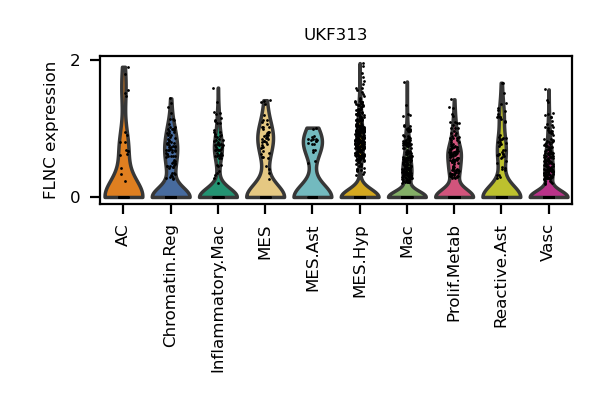 UKF313
FLNC expression
2
0
AC
Chromatin.Reg
Inflammatory.Mac
MES
MES.Ast
MES.Hyp
Mac
Prolif.Metab
Reactive.Ast
Vasc